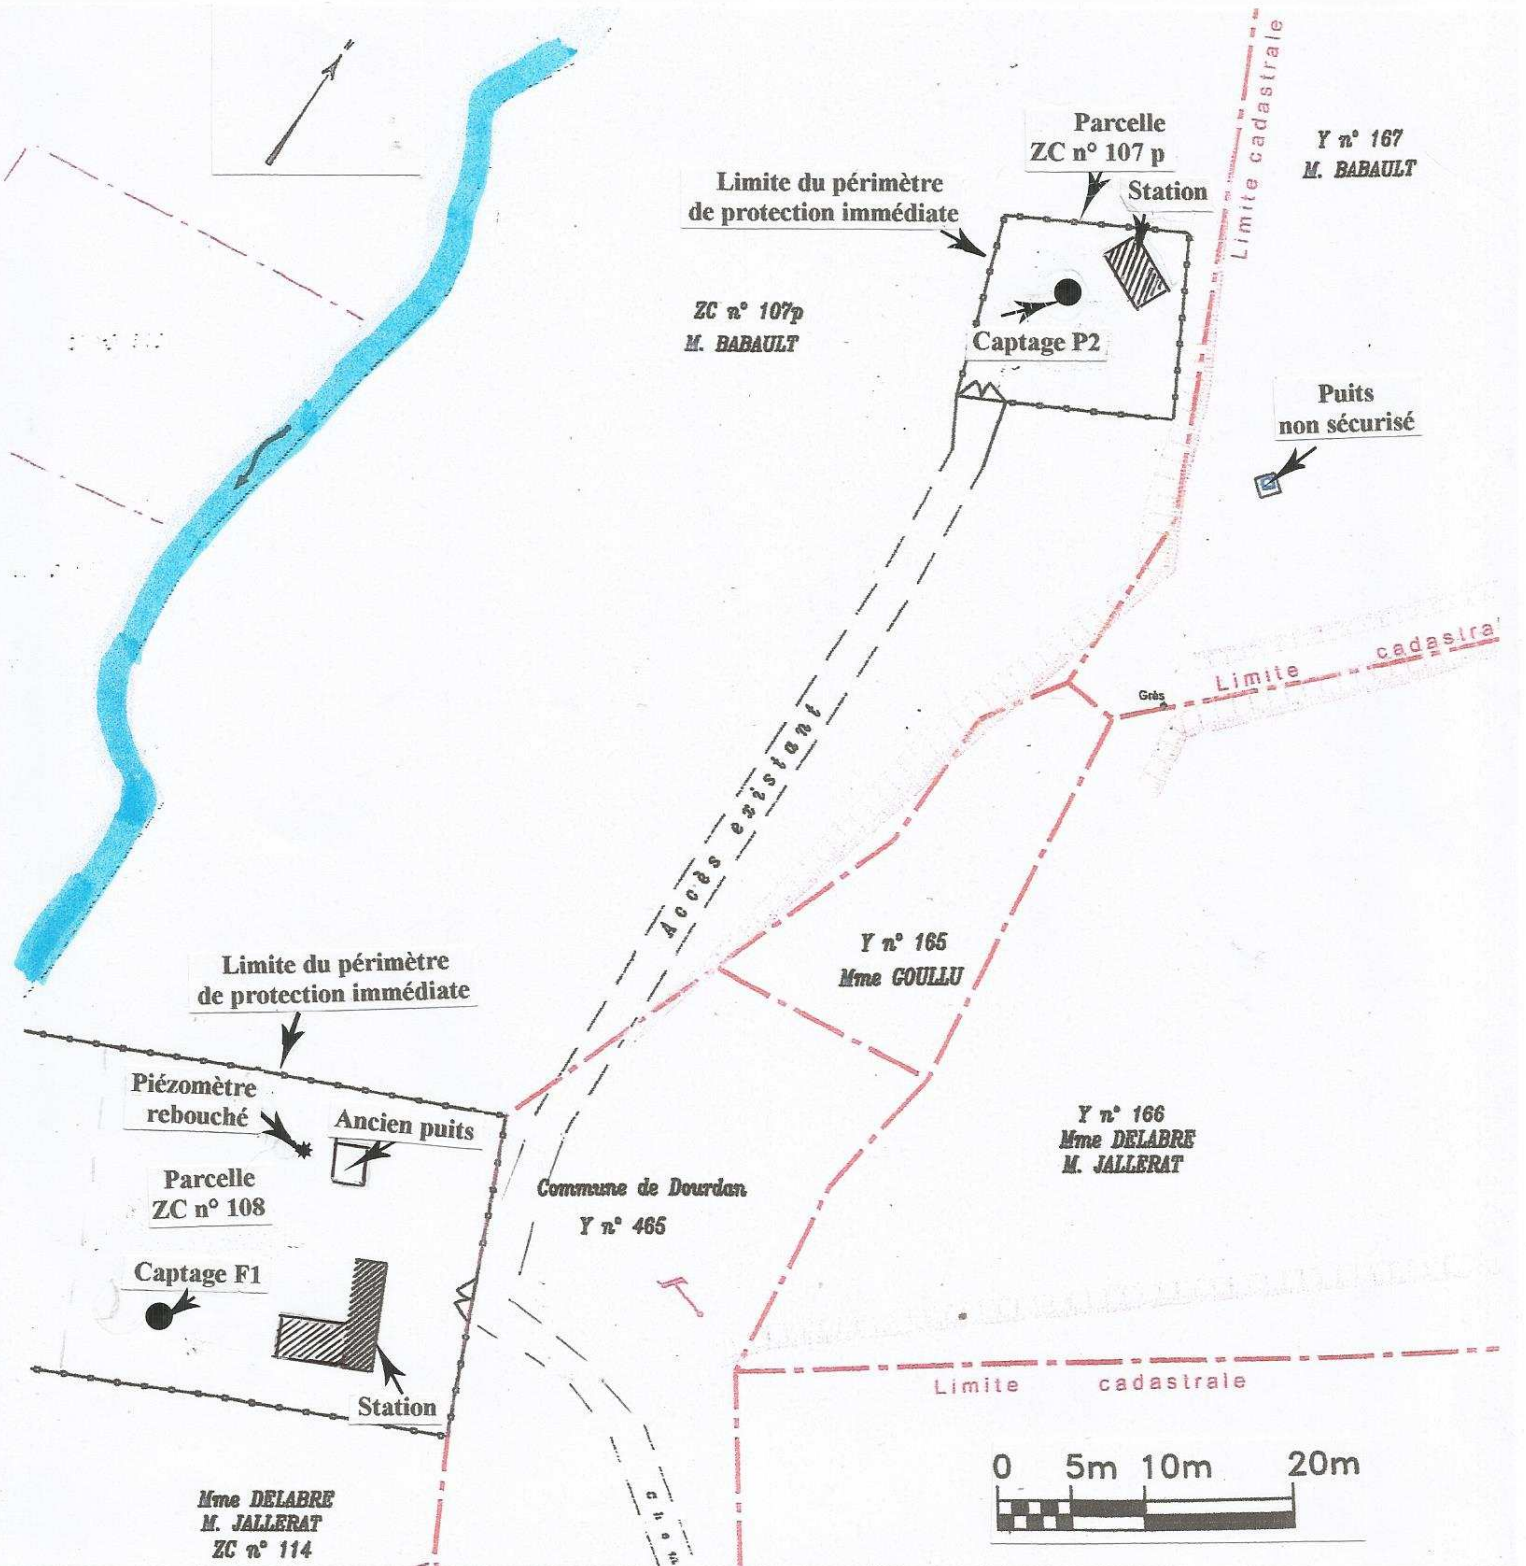 N
Limite cadastrale
Parcelle
ZC n° 107 p
Y n° 167
M. BABAULT
Limite du périmètre
de protection immédiate
Station
ZC n° 107p
M. BABAULT
Captage P2
Puits
non sécurisé
Grès
Limite cadastra
Accès existant
Y n° 165
Mme GOULLU
Limite du périmètre
de protection immédiate
Piézomètre
rebouché
Ancien puits
Parcelle
ZC n° 108
Commune de Dourdan
Y n° 465
Y n° 166
Mme DELABRE
M. JALLERAT
Captage F1
Station
Limite cadastrale
Mme DELABRE
M. JALLERAT
ZC n° 114
0 5m 10m 20m